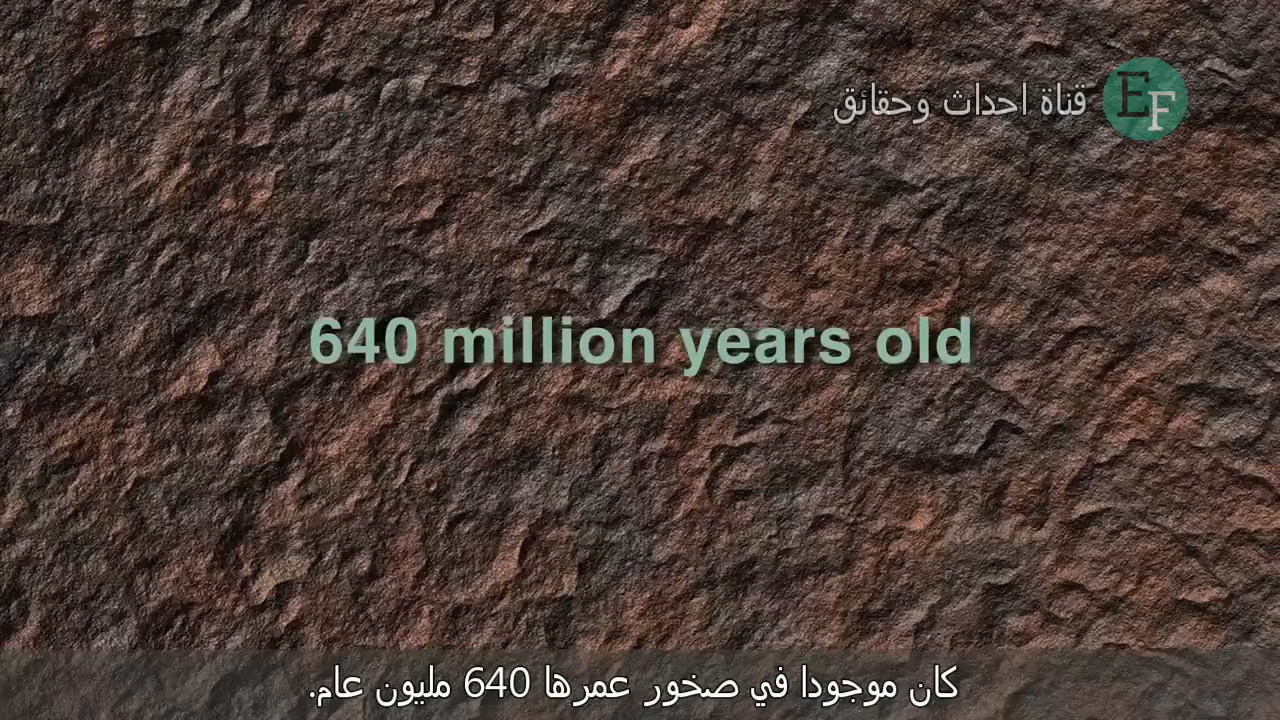 قناة احداث وحقائق
EF
640 million years old
كان موجودا في صخور عمرها 640 مليون عام.